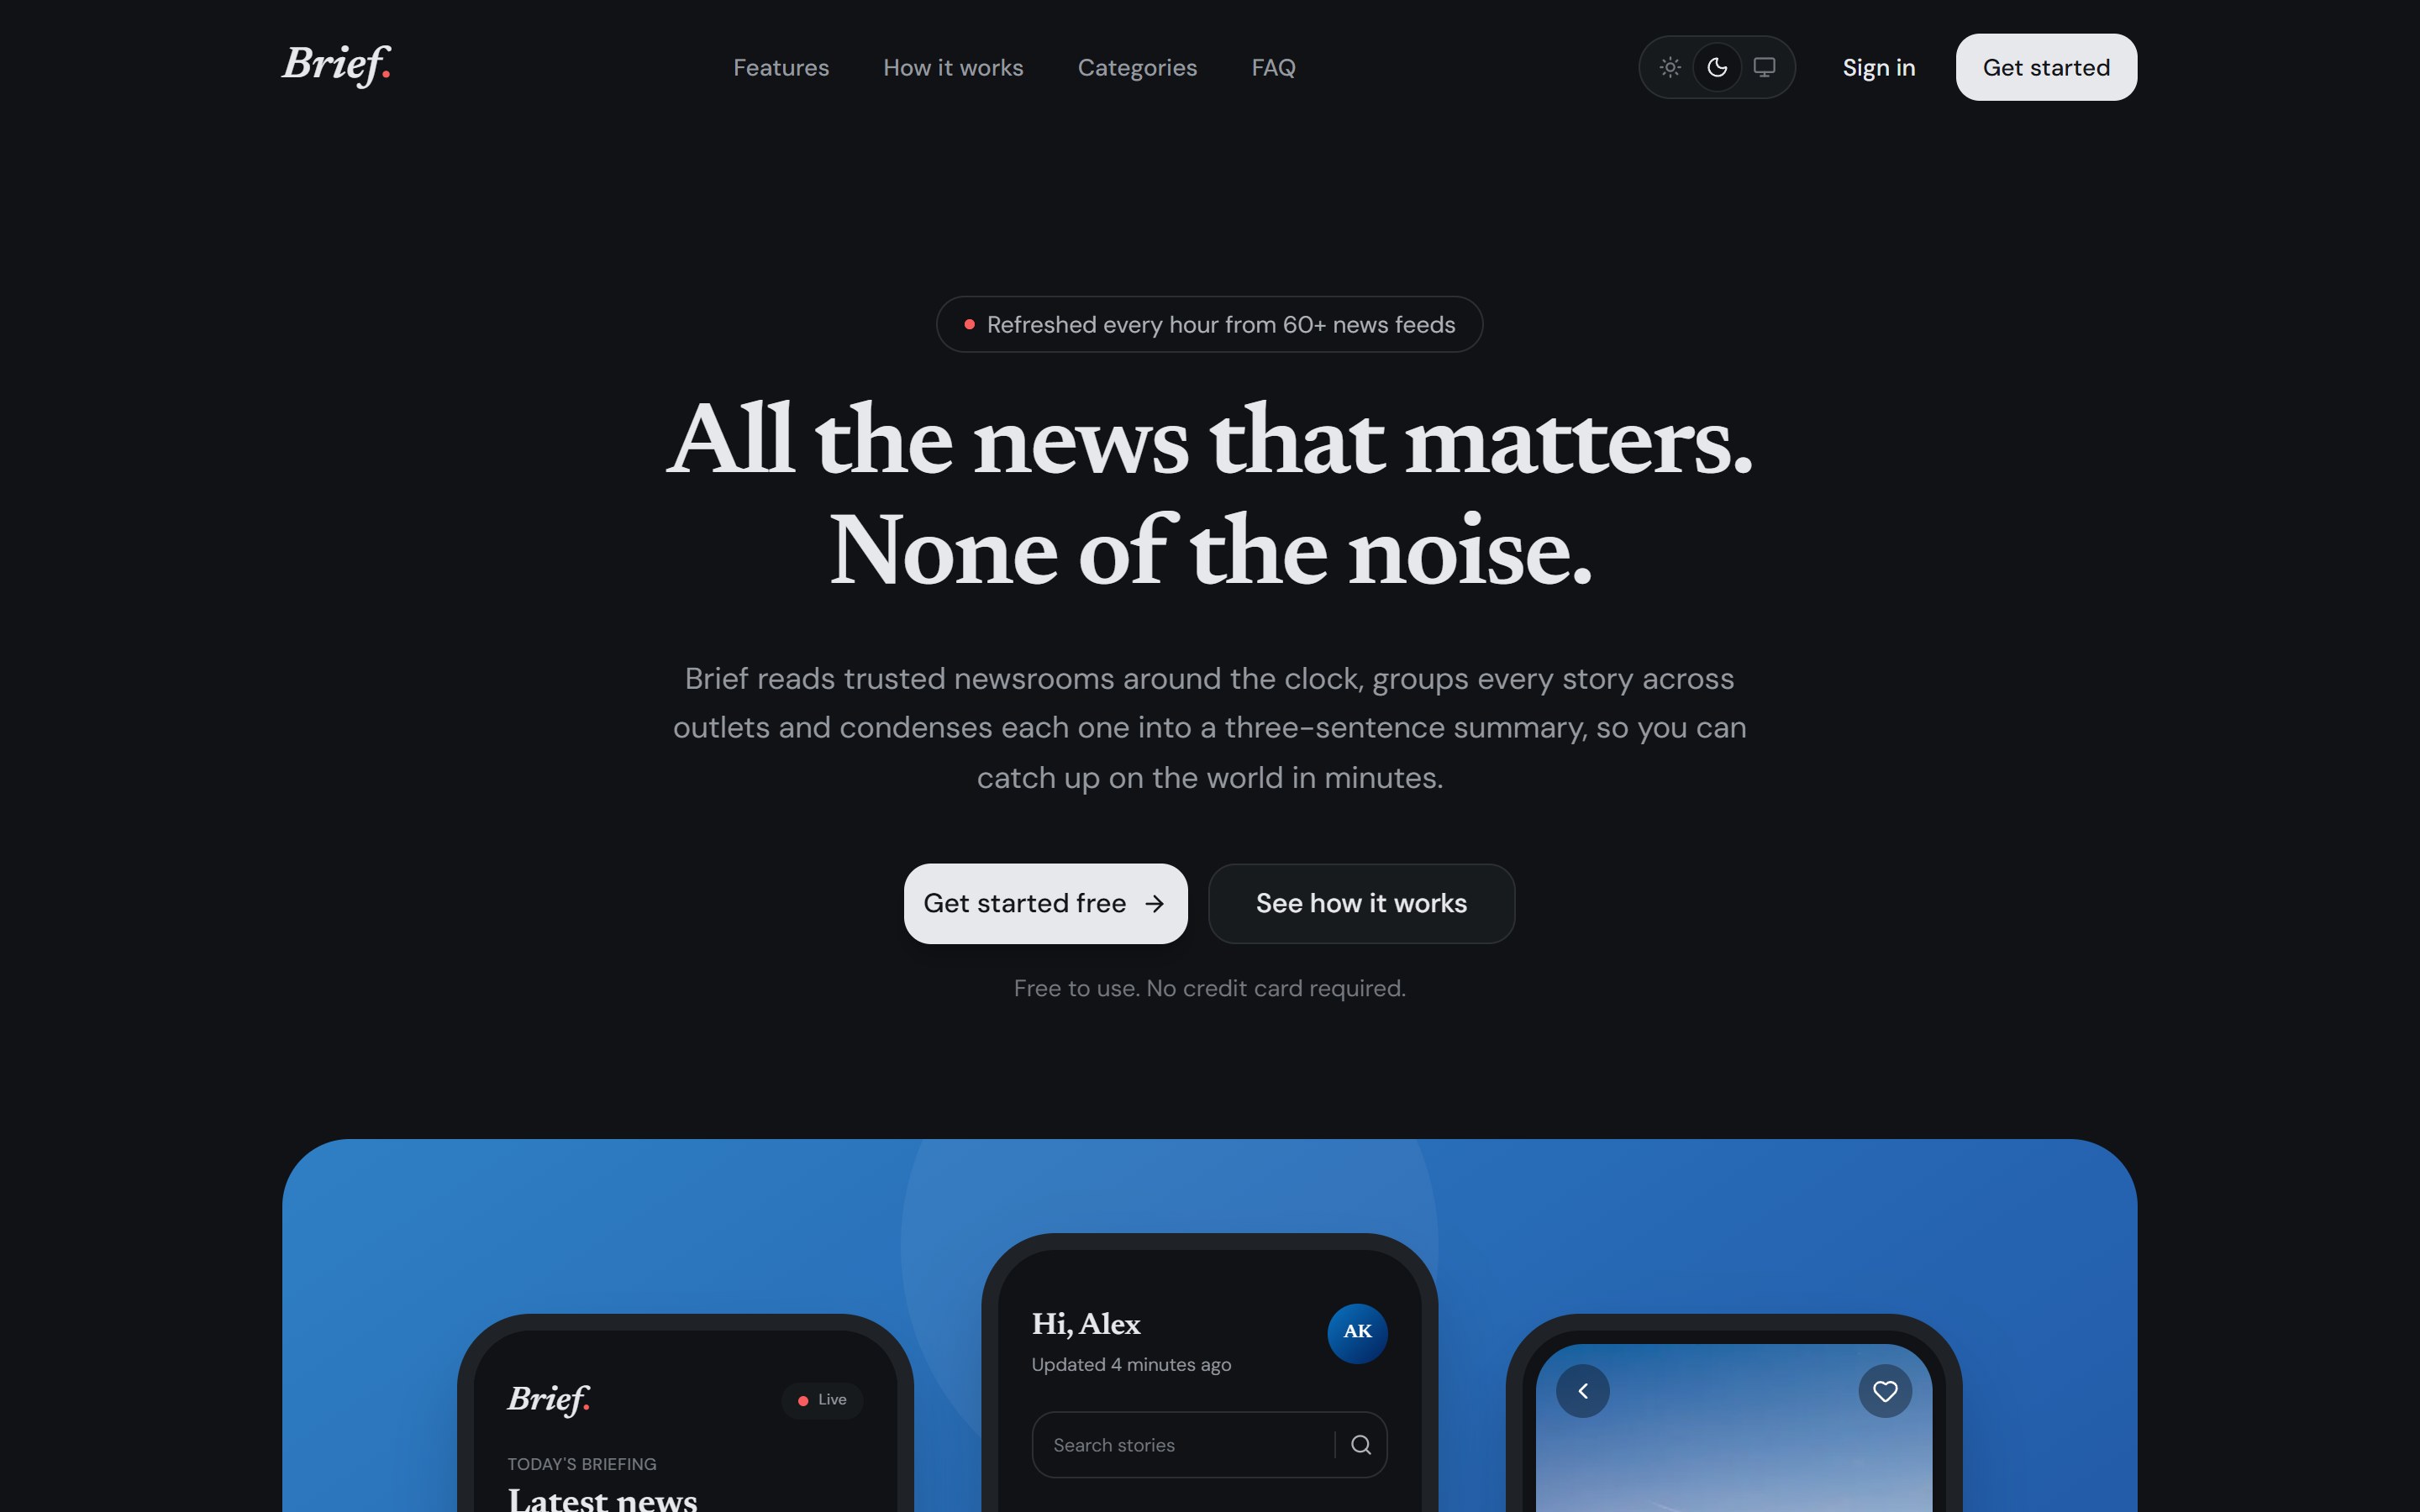 Brief.
Features
How it works
Categories
FAQ
Sign in
Get started
Refreshed every hour from 60+ news feeds
All the news that matters.
None of the noise.
Brief reads trusted newsrooms around the clock, groups every story across
outlets and condenses each one into a three-sentence summary, so you can
catch up on the world in minutes.
Get started free
See how it works
Free to use. No credit card required.
Brief.
Live
TODAY'S BRIEFING
Latest news
Hi, Alex
AK
Updated 4 minutes ago
Search stories